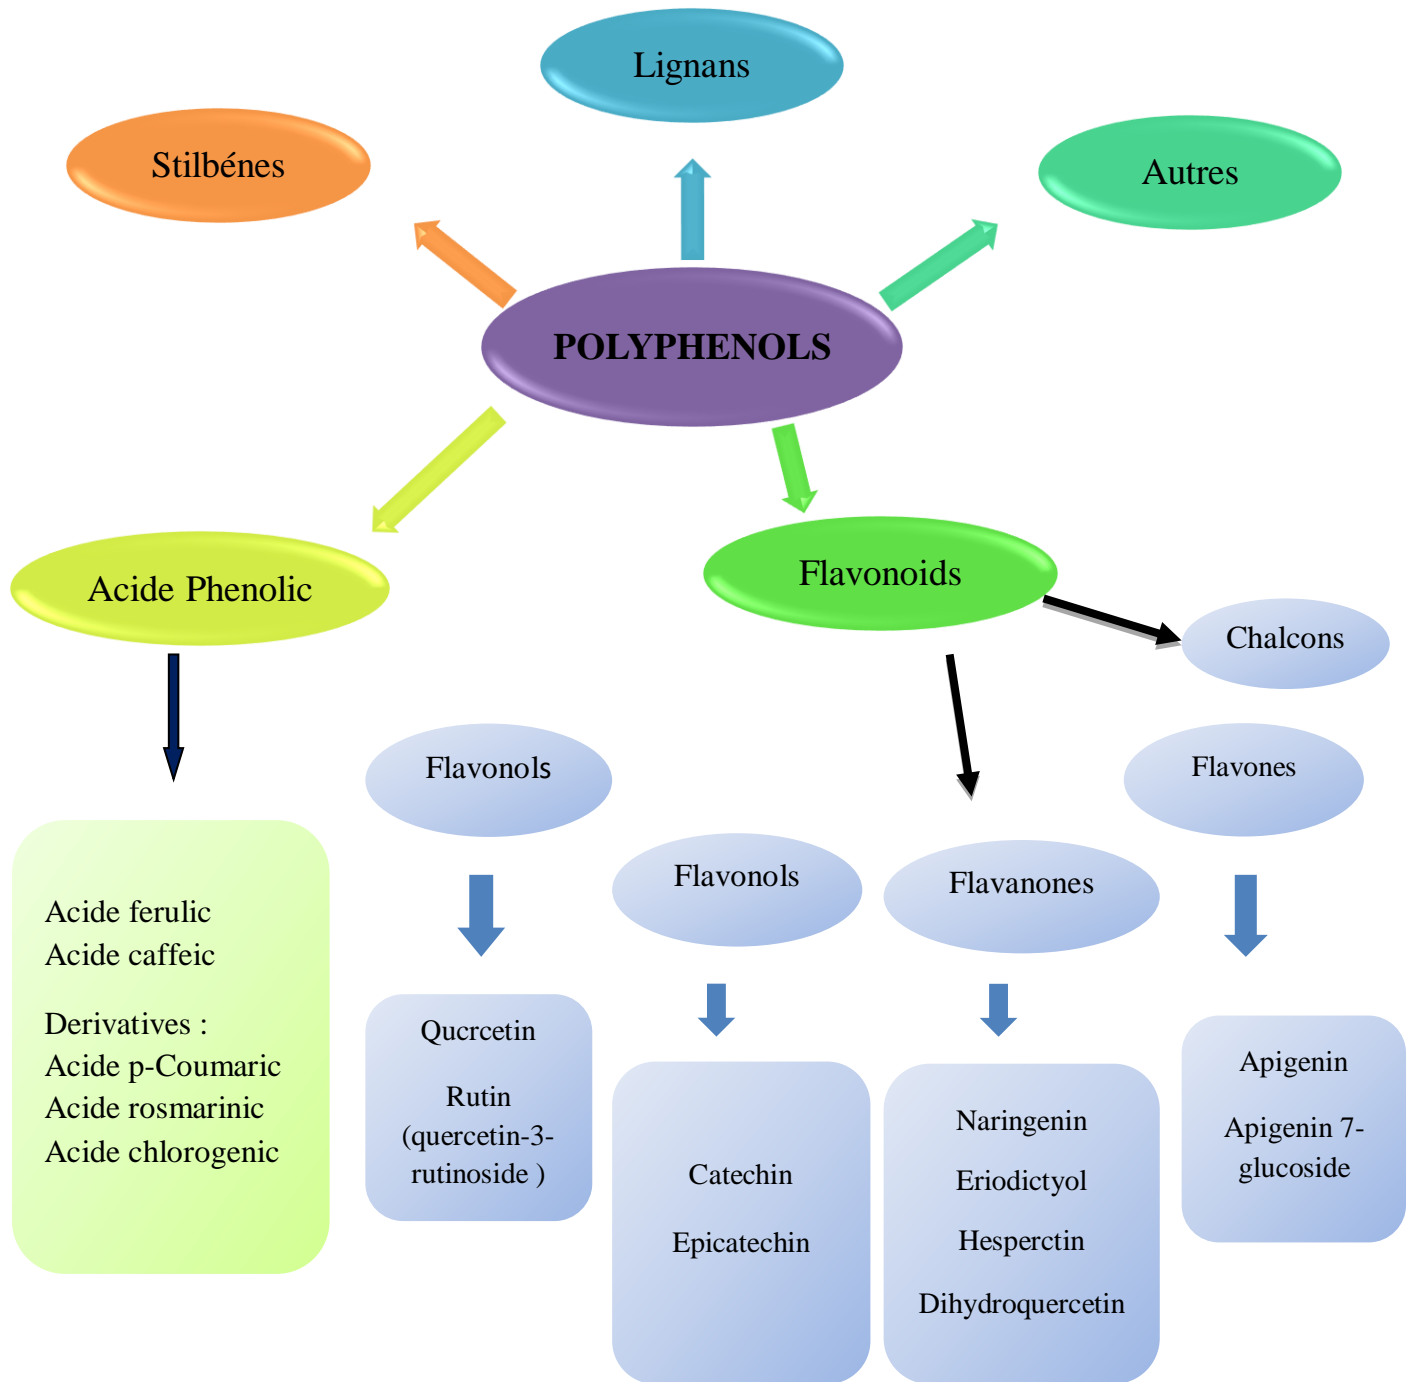 Lignans
Stilbénes
Autres
POLYPHENOLS
Acide Phenolic
Flavonoids
Chalcons
Flavonols
Flavonols
Flavanones
Flavones
Acide ferulic
Acide caffeic
Derivatives :
Acide p-Coumaric
Acide rosmarinic
Acide chlorogenic
Qucrcetin
Rutin
(quercetin-3-
rutinoside )
Catechin
Epicatechin
Naringenin
Eriodictyol
Hesperctin
Dihydroquercetin
Apigenin
Apigenin 7-
glucoside